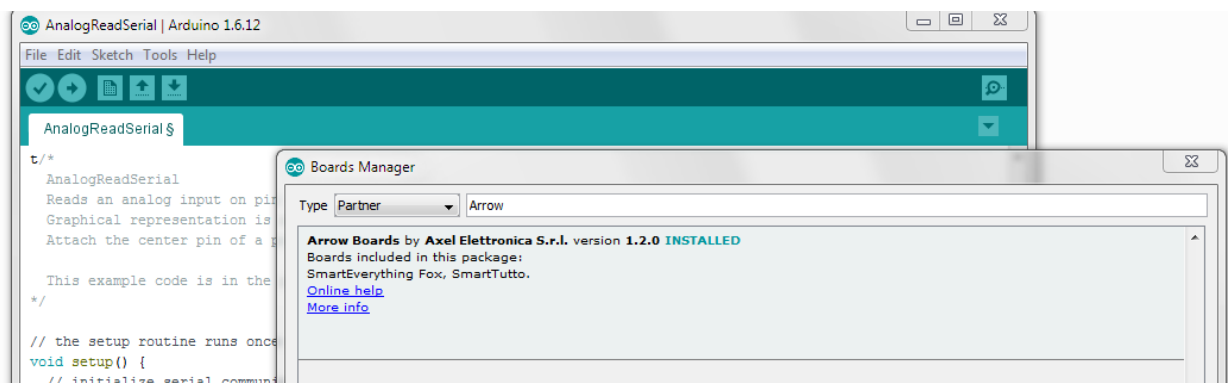 AnalogReadSerial | Arduino 1.6.12
File Edit Sketch Tools Help
AnalogReadSerial §
t/*
AnalogReadSerial
Reads an analog input on pin
Graphical representation is
Attach the center pin of a
This example code is in the
*/
// the setup routine runs once
void setup() {
// initialize serial
Boards Manager
Type Partner Arrow
Arrow Boards by Axel Elettronica S.r.l. version 1.2.0 INSTALLED
Boards included in this package:
SmartEverything Fox, SmartTutto.
Online help
More info